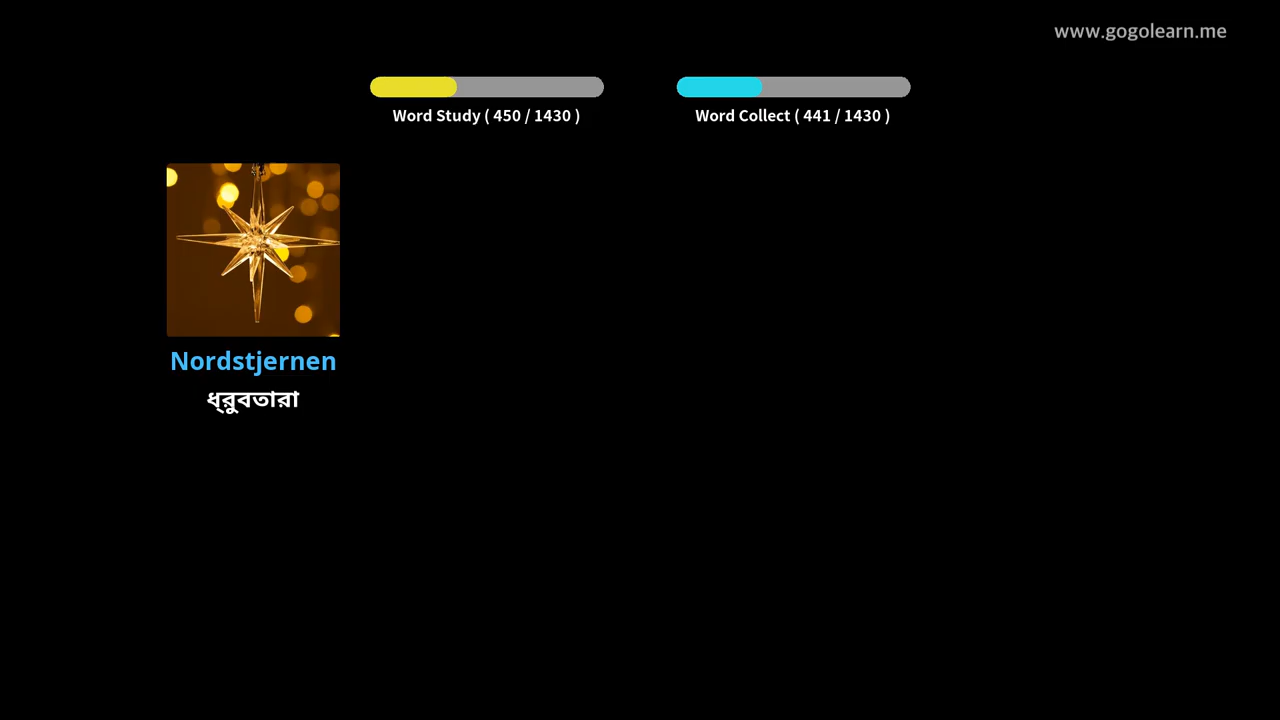 www.gogolearn.me
Word Study ( 450 / 1430 )
Word Collect ( 441 / 1430 )
Nordstjernen
ধ্রুবতারা